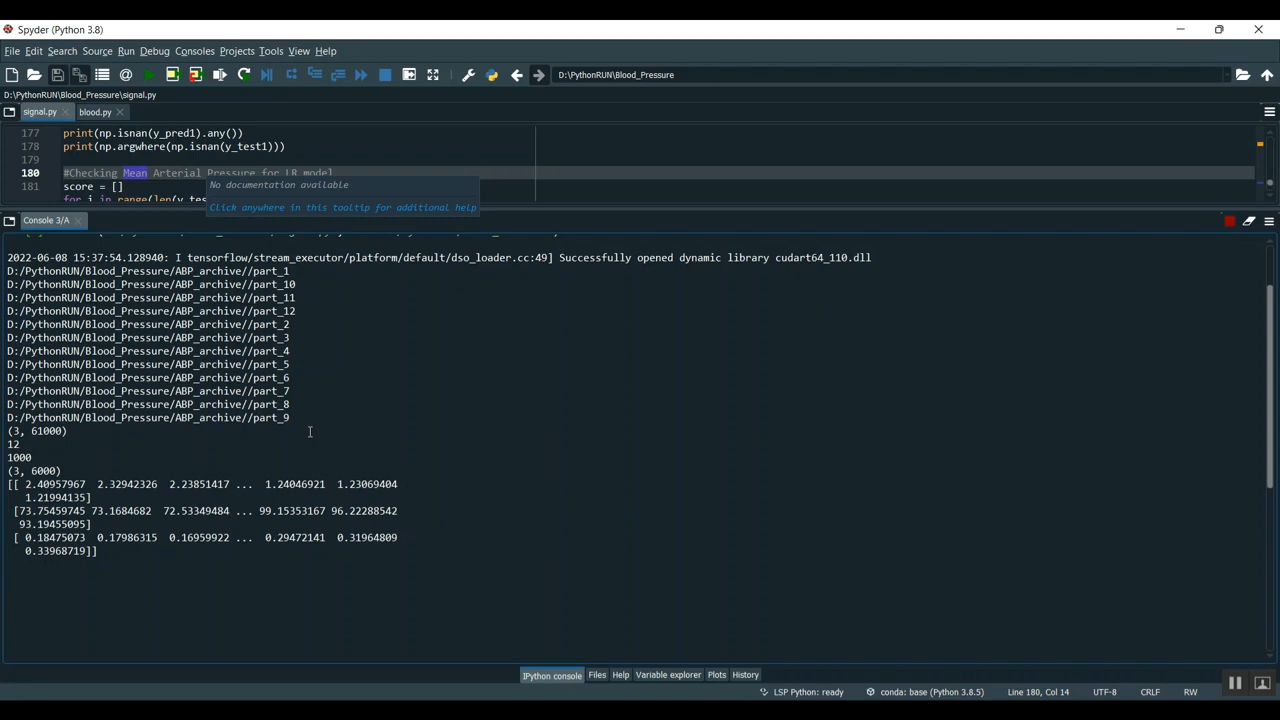 Spyder (Python 3.8)
File Edit Search Source Run Debug Consoles Projects Tools View Help
D:\PythonRUN\Blood_Pressure
D:\PythonRUN\Blood_Pressure\signal.py
signal.py blood.py
177 print(np.isnan(y_pred1).any())
178 print(np.argwhere(np.isnan(y_test1)))
179
180 #Checking Mean Arterial Pressure for LR model
No documentation available
181 score = []
for i in range(len(y_tes
Click anywhere in this tooltip for additional help
Console 3/A
2022-06-08 15:37:54.128940: I tensorflow/stream_executor/platform/default/dso_loader.cc:49] Successfully opened dynamic library cudart64_110.dll
D:/PythonRUN/Blood_Pressure/ABP_archive//part_1
D:/PythonRUN/Blood_Pressure/ABP_archive//part_10
D:/PythonRUN/Blood_Pressure/ABP_archive//part_11
D:/PythonRUN/Blood_Pressure/ABP_archive//part_12
D:/PythonRUN/Blood_Pressure/ABP_archive//part_2
D:/PythonRUN/Blood_Pressure/ABP_archive//part_3
D:/PythonRUN/Blood_Pressure/ABP_archive//part_4
D:/PythonRUN/Blood_Pressure/ABP_archive//part_5
D:/PythonRUN/Blood_Pressure/ABP_archive//part_6
D:/PythonRUN/Blood_Pressure/ABP_archive//part_7
D:/PythonRUN/Blood_Pressure/ABP_archive//part_8
D:/PythonRUN/Blood_Pressure/ABP_archive//part_9
(3, 61000)
12
1000
(3, 6000)
[[ 2.40957967 2.32942326 2.23851417 ... 1.24046921 1.23069404
1.21994135]
[73.75459745 73.1684682 72.53349484 ... 99.15353167 96.22288542
93.19455095]
[ 0.18475073 0.17986315 0.16959922 ... 0.29472141 0.31964809
0.33968719]]
IPython console Files Help Variable explorer Plots History
LSP Python: ready conda: base (Python 3.8.5) Line 180, Col 14 UTF-8 CRLF RW